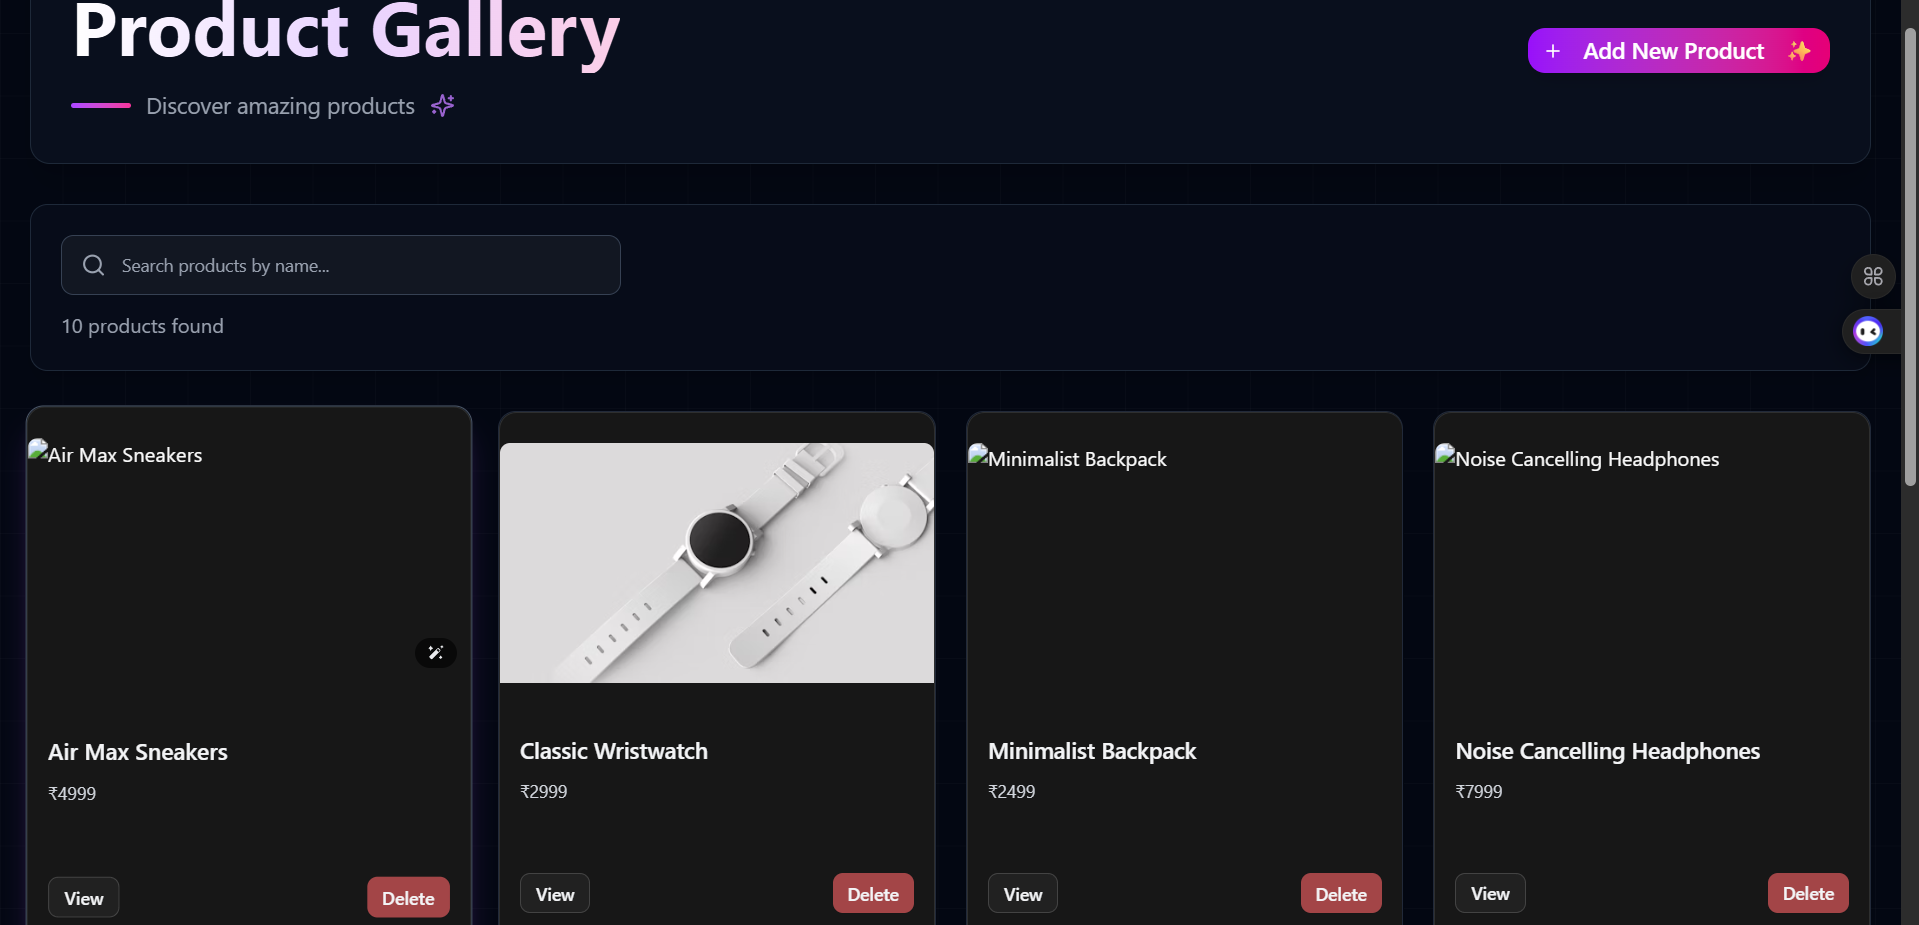 Product Gallery
+ Add New Product ✨
Discover amazing products
Search products by name...
10 products found
Air Max Sneakers
Minimalist Backpack
Noise Cancelling Headphones
Air Max Sneakers
Classic Wristwatch
Minimalist Backpack
Noise Cancelling Headphones
₹4999
₹2999
₹2499
₹7999
View
Delete
View
Delete
View
Delete
View
Delete